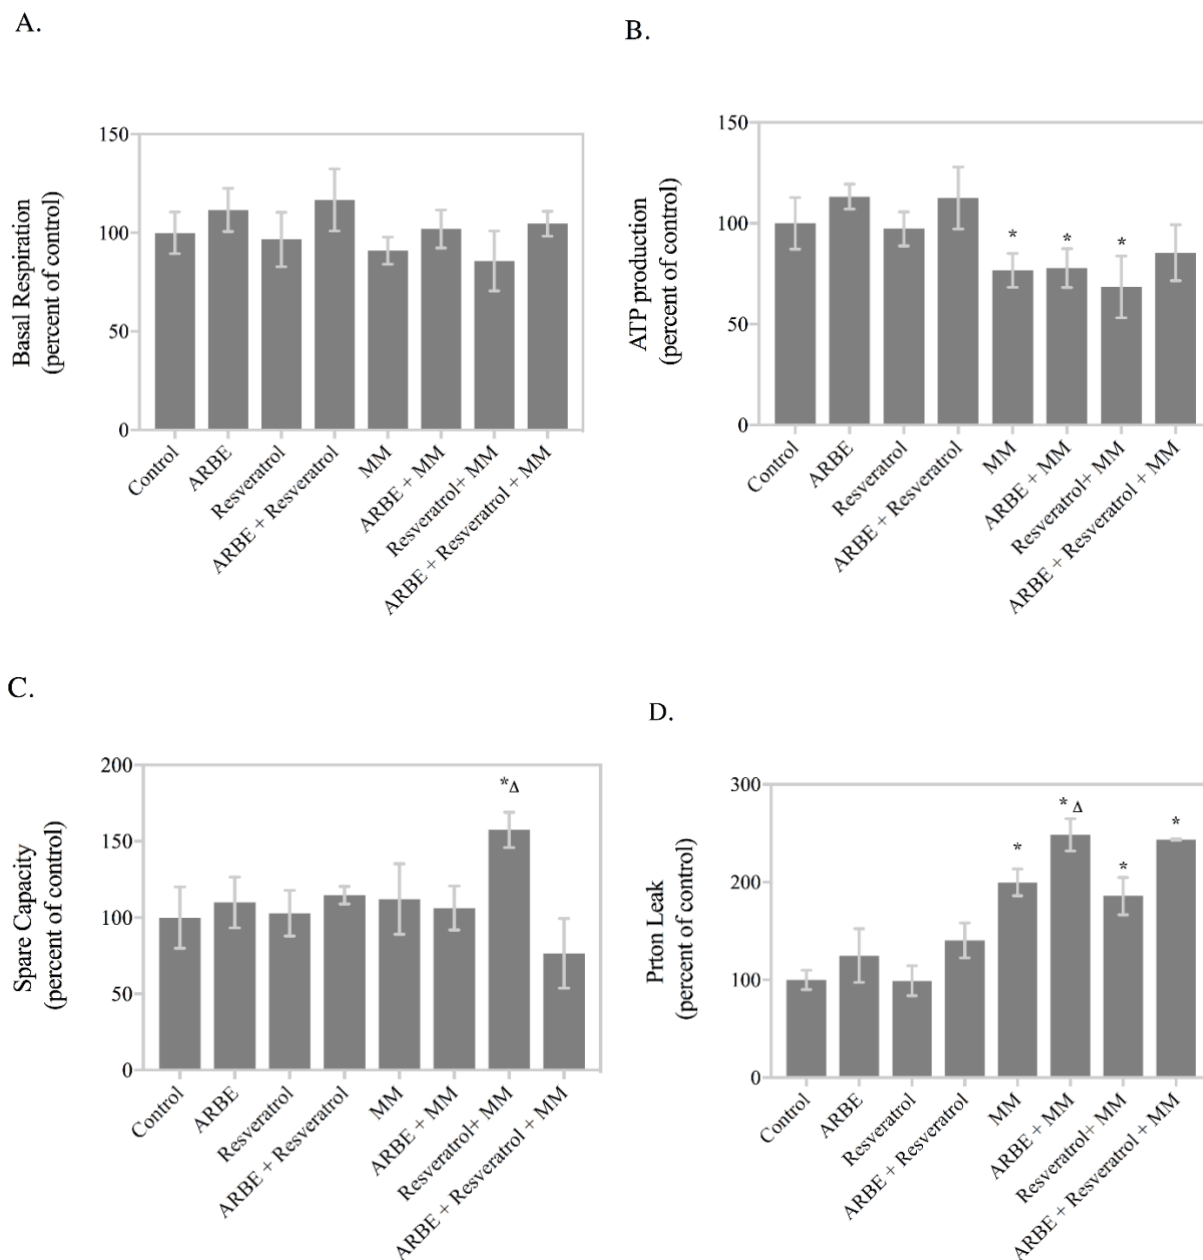 A.
Basal Respiration
(percent of control)
150
100
50
0
Control
ARBE
Resveratrol
ARBE + Resveratrol
MM
ARBE + MM
Resveratrol+ MM
ARBE + Resveratrol + MM
B.
ATP production
(percent of control)
150
100
50
0
*
*
*
Control
ARBE
Resveratrol
ARBE + Resveratrol
MM
ARBE + MM
Resveratrol+ MM
ARBE + Resveratrol + MM
C.
Spare Capacity
(percent of control)
200
150
100
50
0
*Δ
Control
ARBE
Resveratrol
ARBE + Resveratrol
MM
ARBE + MM
Resveratrol+ MM
ARBE + Resveratrol + MM
D.
Prton Leak
(percent of control)
300
200
100
0
*
* Δ
*
*
Control
ARBE
Resveratrol
ARBE + Resveratrol
MM
ARBE + MM
Resveratrol+ MM
ARBE + Resveratrol + MM